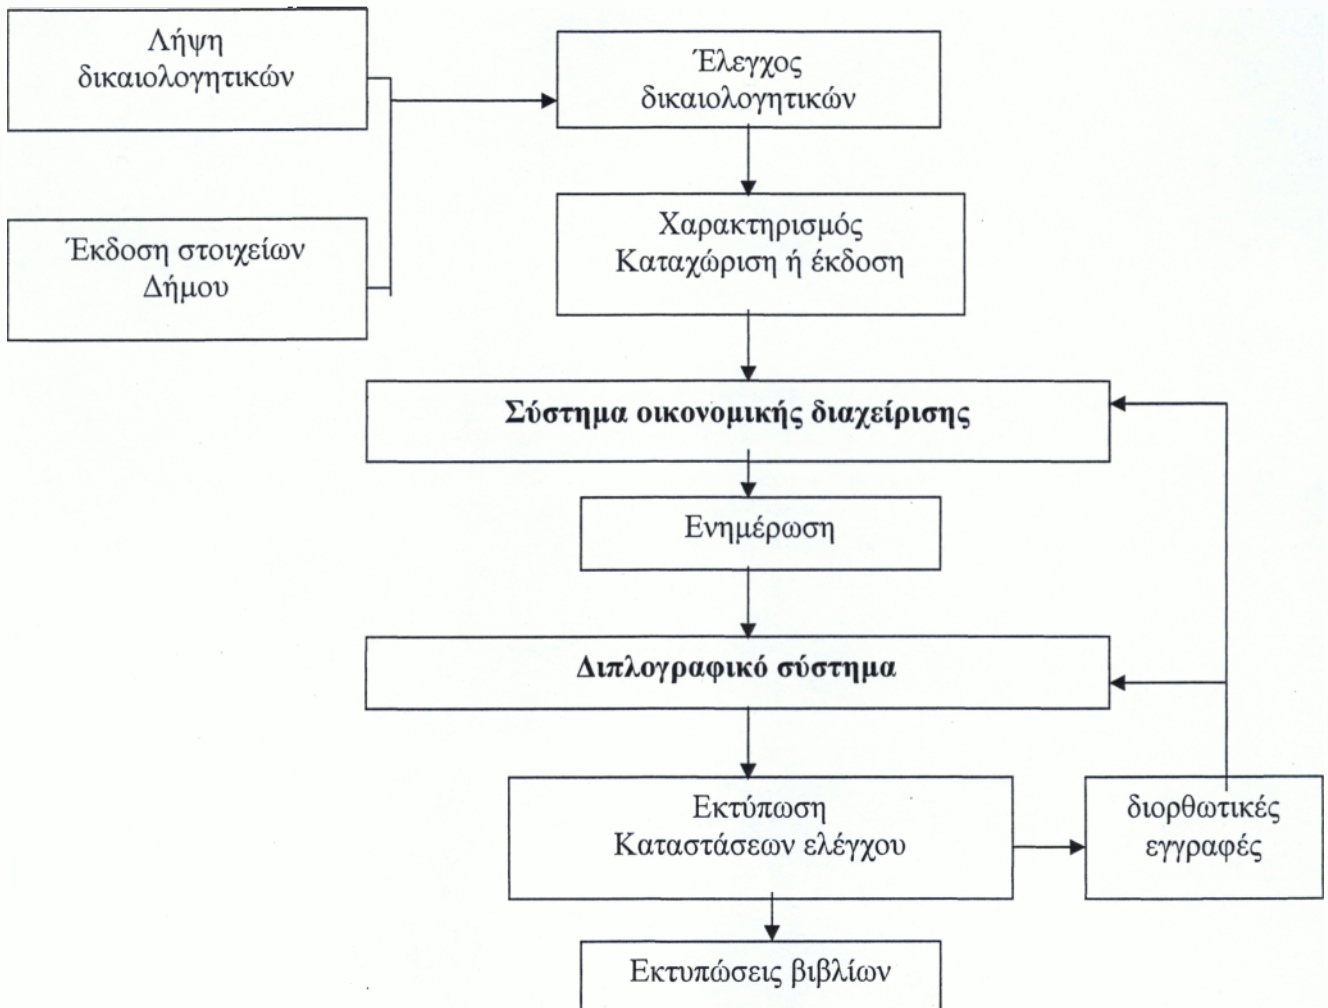 Λήψη
δικαιολογητικών
Έλεγχος
δικαιολογητικών
Έκδοση στοιχείων
Δήμου
Χαρακτηρισμός
Καταχώριση ή έκδοση
Σύστημα οικονομικής διαχείρισης
Ενημέρωση
Διπλογραφικό σύστημα
Εκτύπωση
Καταστάσεων ελέγχου
διορθωτικές
εγγραφές
Εκτυπώσεις βιβλίων